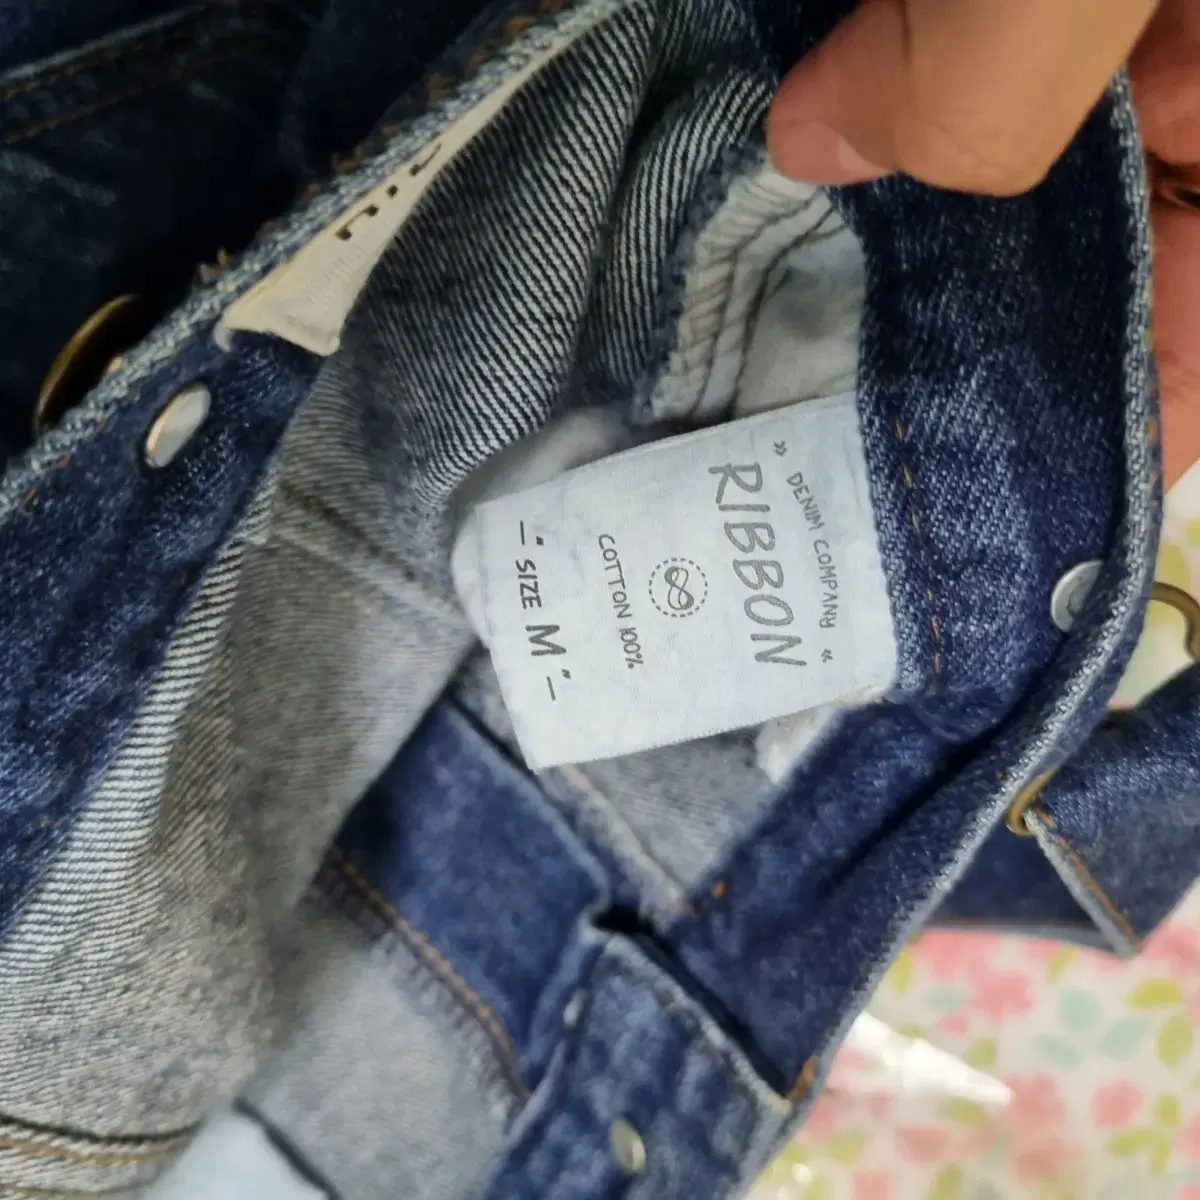 " DENIM COMPANY "
RIBBON
COTTON 100%
—" SIZE M "—